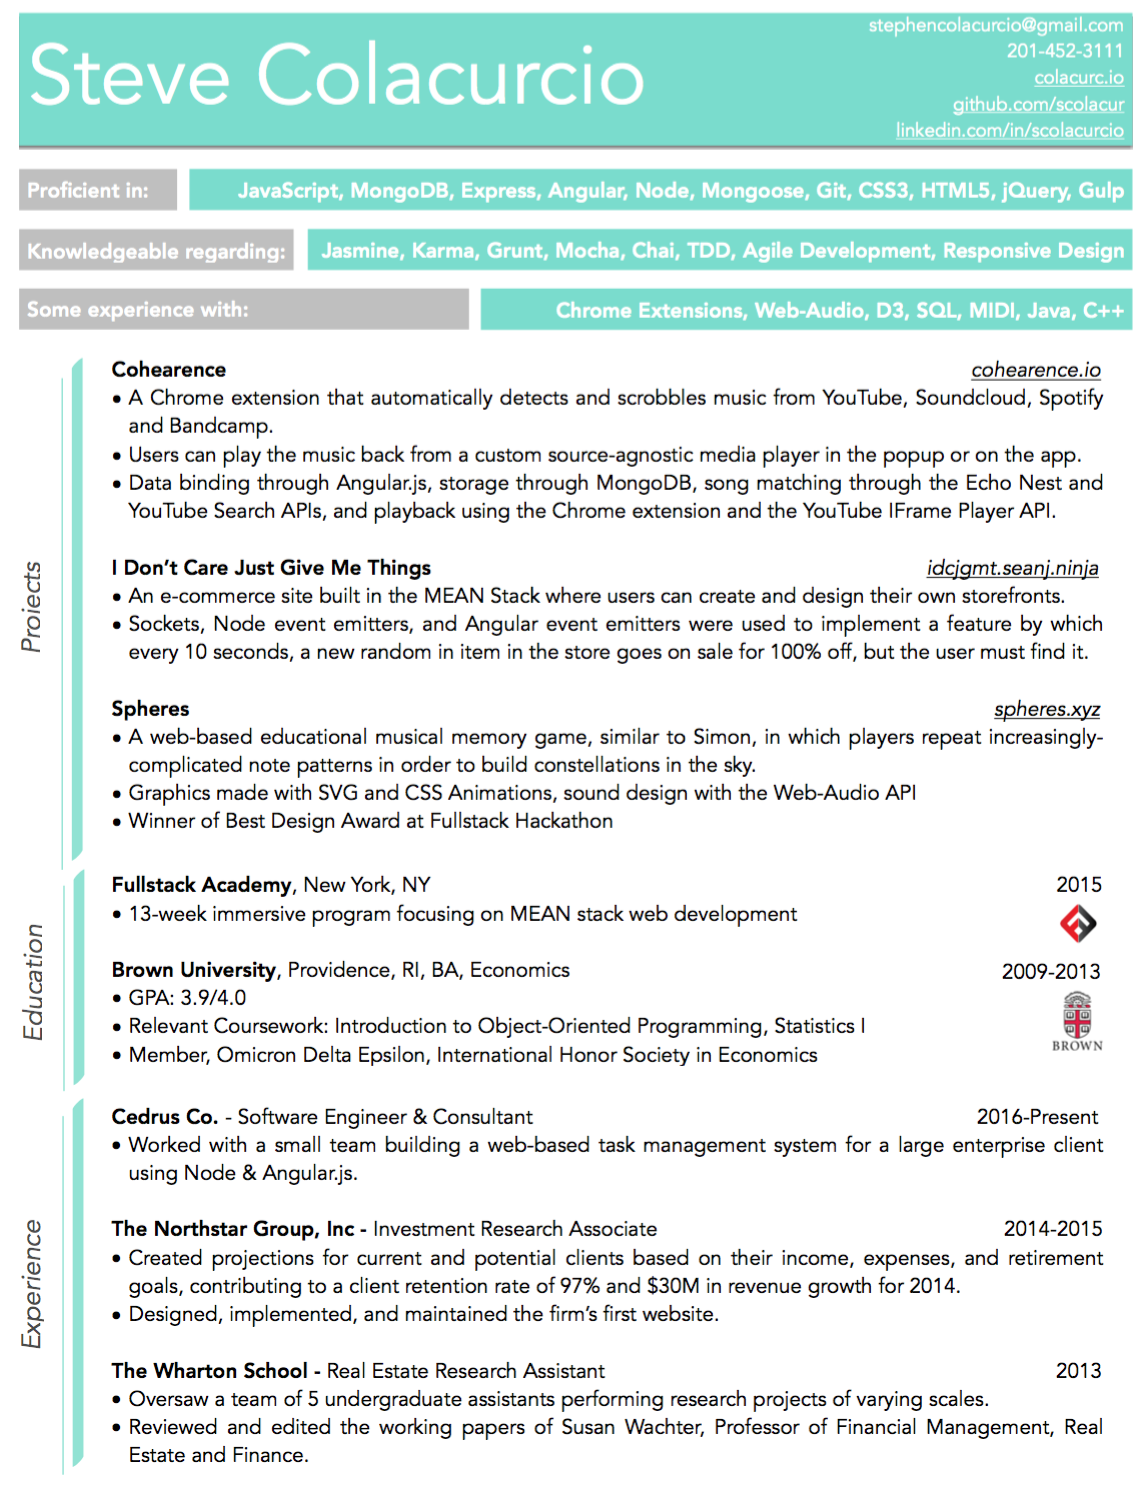 Steve Colacurcio
stephencolacurcio@gmail.com
201-452-3111
colacurc.io
github.com/scolacur
linkedin.com/in/scolacurcio
Proficient in: JavaScript, MongoDB, Express, Angular, Node, Mongoose, Git, CSS3, HTML5, jQuery, Gulp
Knowledgeable regarding: Jasmine, Karma, Grunt, Mocha, Chai, TDD, Agile Development, Responsive Design
Some experience with: Chrome Extensions, Web-Audio, D3, SQL, MIDI, Java, C++
Projects
Cohearence cohearence.io
• A Chrome extension that automatically detects and scrobbles music from YouTube, Soundcloud, Spotify
and Bandcamp.
• Users can play the music back from a custom source-agnostic media player in the popup or on the app.
• Data binding through Angular.js, storage through MongoDB, song matching through the Echo Nest and
YouTube Search APIs, and playback using the Chrome extension and the YouTube IFrame Player API.
I Don't Care Just Give Me Things idcjgmt.seanj.ninja
• An e-commerce site built in the MEAN Stack where users can create and design their own storefronts.
• Sockets, Node event emitters, and Angular event emitters were used to implement a feature by which
every 10 seconds, a new random in item in the store goes on sale for 100% off, but the user must find it.
Spheres spheres.xyz
• A web-based educational musical memory game, similar to Simon, in which players repeat increasingly-
complicated note patterns in order to build constellations in the sky.
• Graphics made with SVG and CSS Animations, sound design with the Web-Audio API
• Winner of Best Design Award at Fullstack Hackathon
Education
Fullstack Academy, New York, NY 2015
• 13-week immersive program focusing on MEAN stack web development
Brown University, Providence, RI, BA, Economics 2009-2013
• GPA: 3.9/4.0
• Relevant Coursework: Introduction to Object-Oriented Programming, Statistics I
• Member, Omicron Delta Epsilon, International Honor Society in Economics
BROWN
Experience
Cedrus Co. - Software Engineer & Consultant 2016-Present
• Worked with a small team building a web-based task management system for a large enterprise client
using Node & Angular.js.
The Northstar Group, Inc - Investment Research Associate 2014-2015
• Created projections for current and potential clients based on their income, expenses, and retirement
goals, contributing to a client retention rate of 97% and $30M in revenue growth for 2014.
• Designed, implemented, and maintained the firm's first website.
The Wharton School - Real Estate Research Assistant 2013
• Oversaw a team of 5 undergraduate assistants performing research projects of varying scales.
• Reviewed and edited the working papers of Susan Wachter, Professor of Financial Management, Real
Estate and Finance.